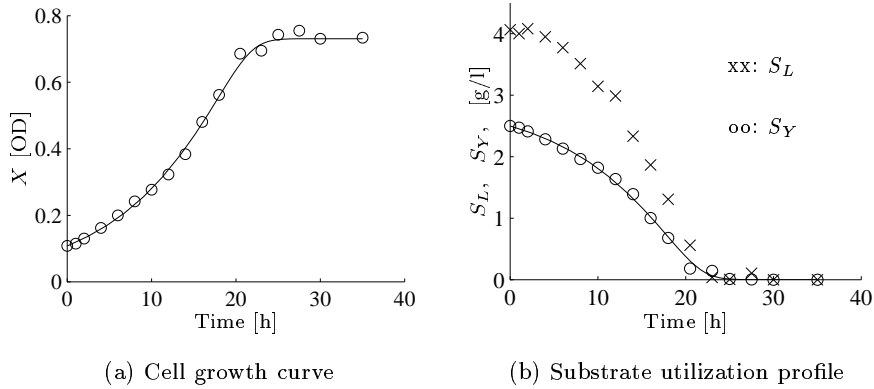 0.8
0.6
0.4
0.2
0
X [OD]
0 10 20 30 40
Time [h]
(a) Cell growth curve
4
3
2
1
0
S_L, S_Y, [g/l]
xx: S_L
oo: S_Y
0 10 20 30 40
Time [h]
(b) Substrate utilization profile